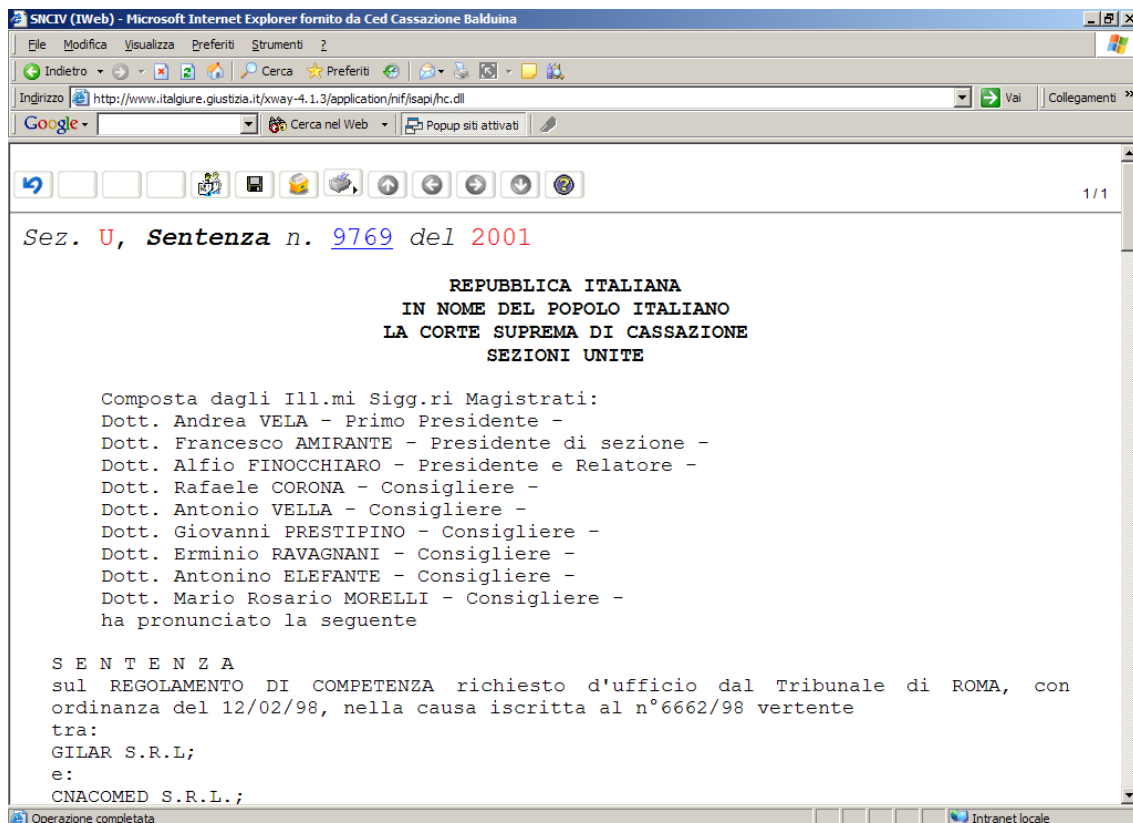 SNCIV (IWeb) - Microsoft Internet Explorer fornito da Ced Cassazione Balduina
File Modifica Visualizza Preferiti Strumenti ?
Indietro Cerca Preferiti
Indirizzo http://www.italgiure.giustizia.it/xway-4.1.3/application/nif/isapi/hc.dll Vai Collegamenti »
Google Cerca nel Web Popup siti attivati
1/1
Sez. U, Sentenza n. 9769 del 2001
REPUBBLICA ITALIANA
IN NOME DEL POPOLO ITALIANO
LA CORTE SUPREMA DI CASSAZIONE
SEZIONI UNITE
Composta dagli Ill.mi Sigg.ri Magistrati:
Dott. Andrea VELA - Primo Presidente -
Dott. Francesco AMIRANTE - Presidente di sezione -
Dott. Alfio FINOCCHIARO - Presidente e Relatore -
Dott. Rafaele CORONA - Consigliere -
Dott. Antonio VELLA - Consigliere -
Dott. Giovanni PRESTIPINO - Consigliere -
Dott. Erminio RAVAGNANI - Consigliere -
Dott. Antonino ELEFANTE - Consigliere -
Dott. Mario Rosario MORELLI - Consigliere -
ha pronunciato la seguente
S E N T E N Z A
sul REGOLAMENTO DI COMPETENZA richiesto d'ufficio dal Tribunale di ROMA, con
ordinanza del 12/02/98, nella causa iscritta al n°6662/98 vertente
tra:
GILAR S.R.L;
e:
CNACOMED S.R.L.;
Operazione completata Intranet locale